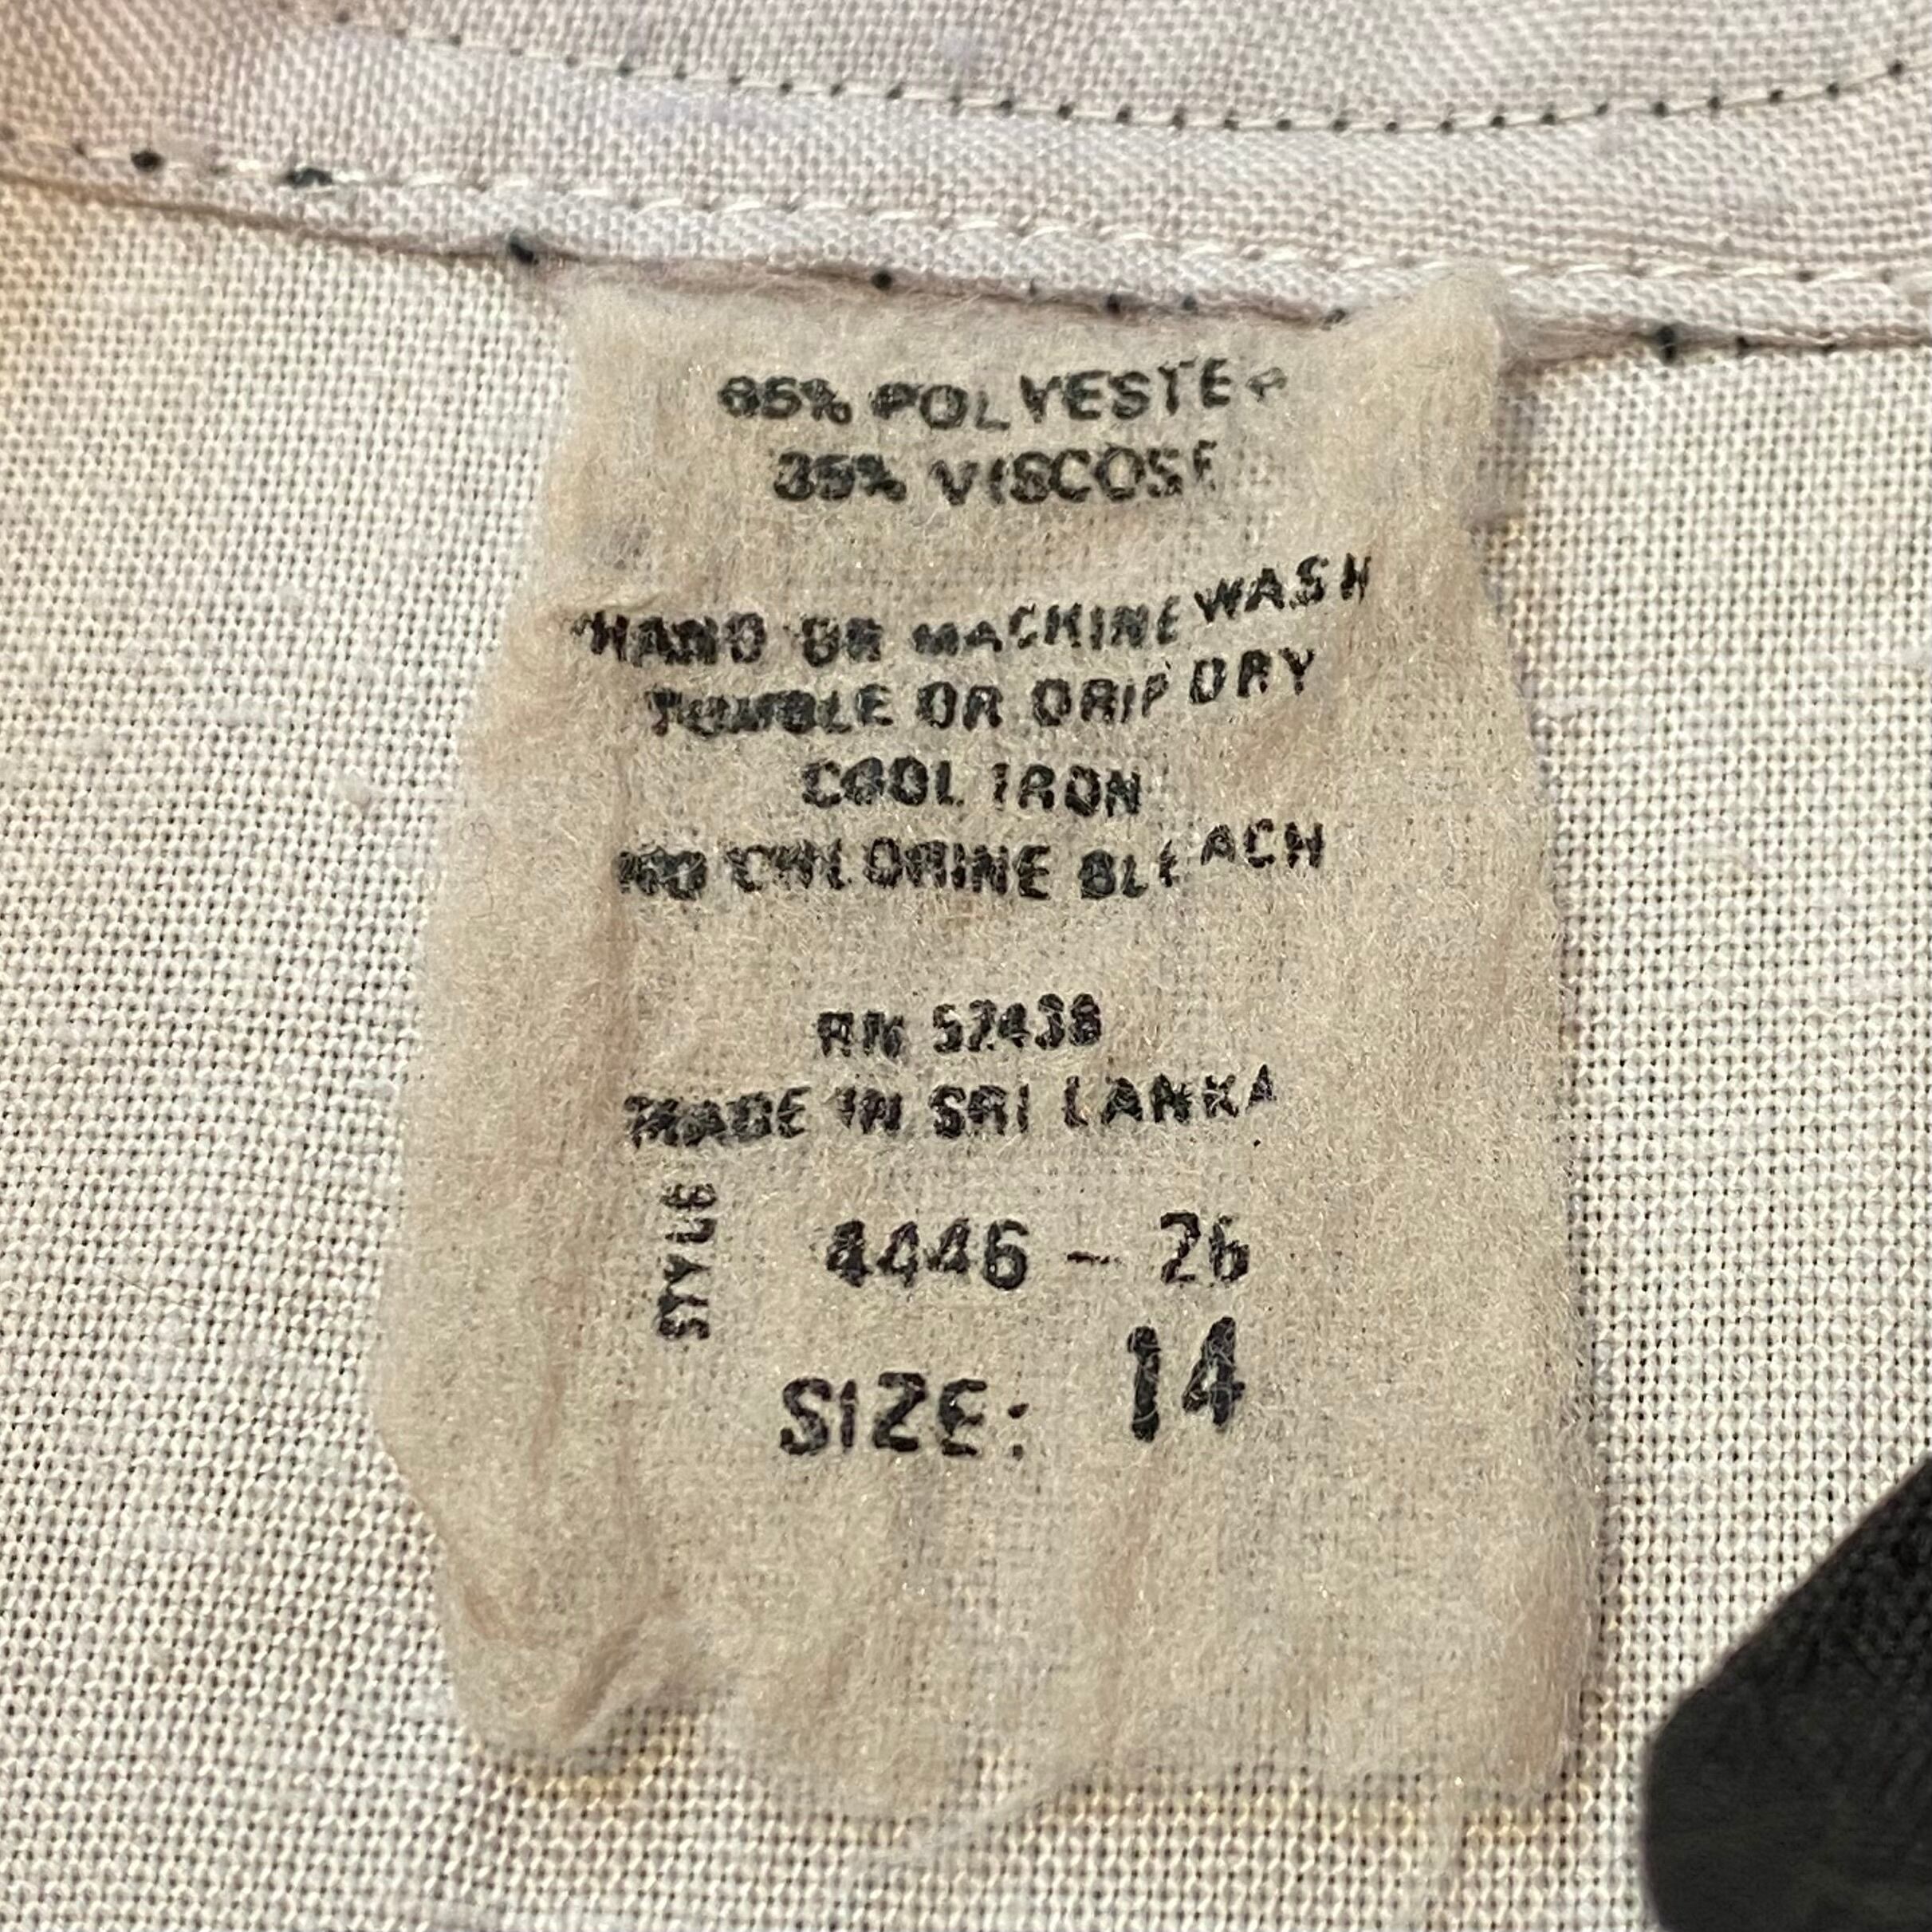 65% POLYESTER
35% VISCOSE
HAND OR MACHINE WASH
TUMBLE OR DRIP DRY
COOL IRON
NO CHLORINE BLEACH
RN 52438
MADE IN SRI LANKA
STYLE 4446 - 26
SIZE: 14